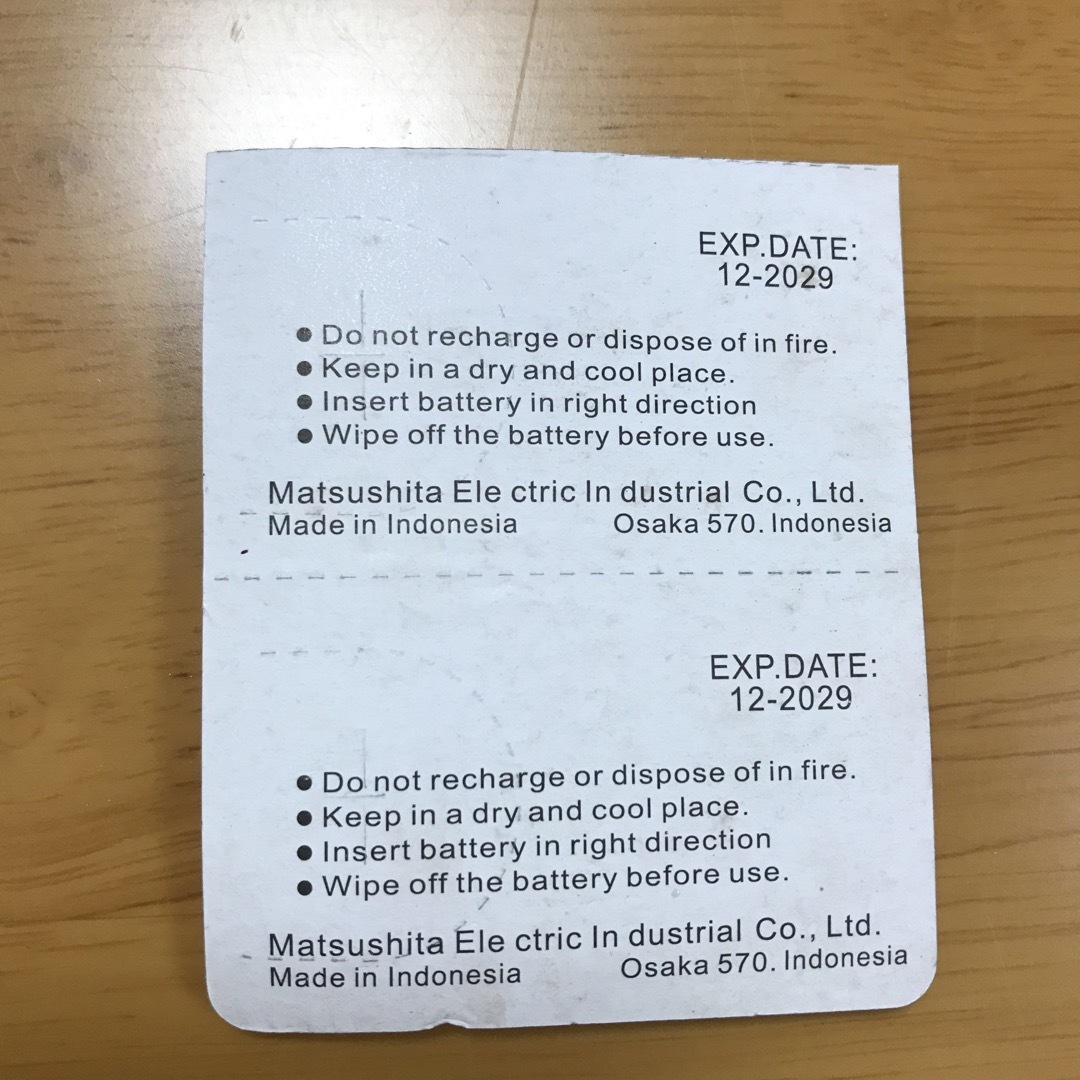 EXP.DATE:
12-2029
● Do not recharge or dispose of in fire.
● Keep in a dry and cool place.
● Insert battery in right direction
● Wipe off the battery before use.
Matsushita Ele ctric In dustrial Co., Ltd.
Made in Indonesia Osaka 570. Indonesia
EXP.DATE:
12-2029
● Do not recharge or dispose of in fire.
● Keep in a dry and cool place.
● Insert battery in right direction
● Wipe off the battery before use.
Matsushita Ele ctric In dustrial Co., Ltd.
Made in Indonesia Osaka 570. Indonesia